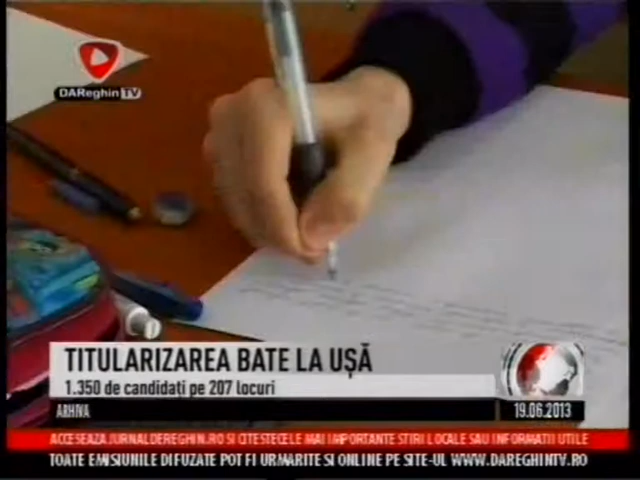 DAReghin TV
TITULARIZAREA BATE LA UȘĂ
1.350 de candidați pe 207 locuri
ARHIVA
19.06.2013
ACCESEAZA JURNALDEREGHIN.RO SI CITESTE CELE MAI IMPORTANTE STIRI LOCALE SAU INFORMATII UTILE
TOATE EMISIUNILE DIFUZATE POT FI URMARITE SI ONLINE PE SITE-UL WWW.DAREGHINTV.RO